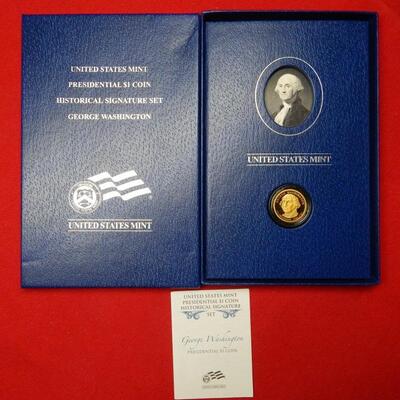 UNITED STATES MINT
PRESIDENTIAL $1 COIN
HISTORICAL SIGNATURE SET
GEORGE WASHINGTON
UNITED STATES MINT
UNITED STATES MINT
UNITED STATES MINT
PRESIDENTIAL $1 COIN
HISTORICAL SIGNATURE
SET
George Washington
PRESIDENTIAL $1 COIN